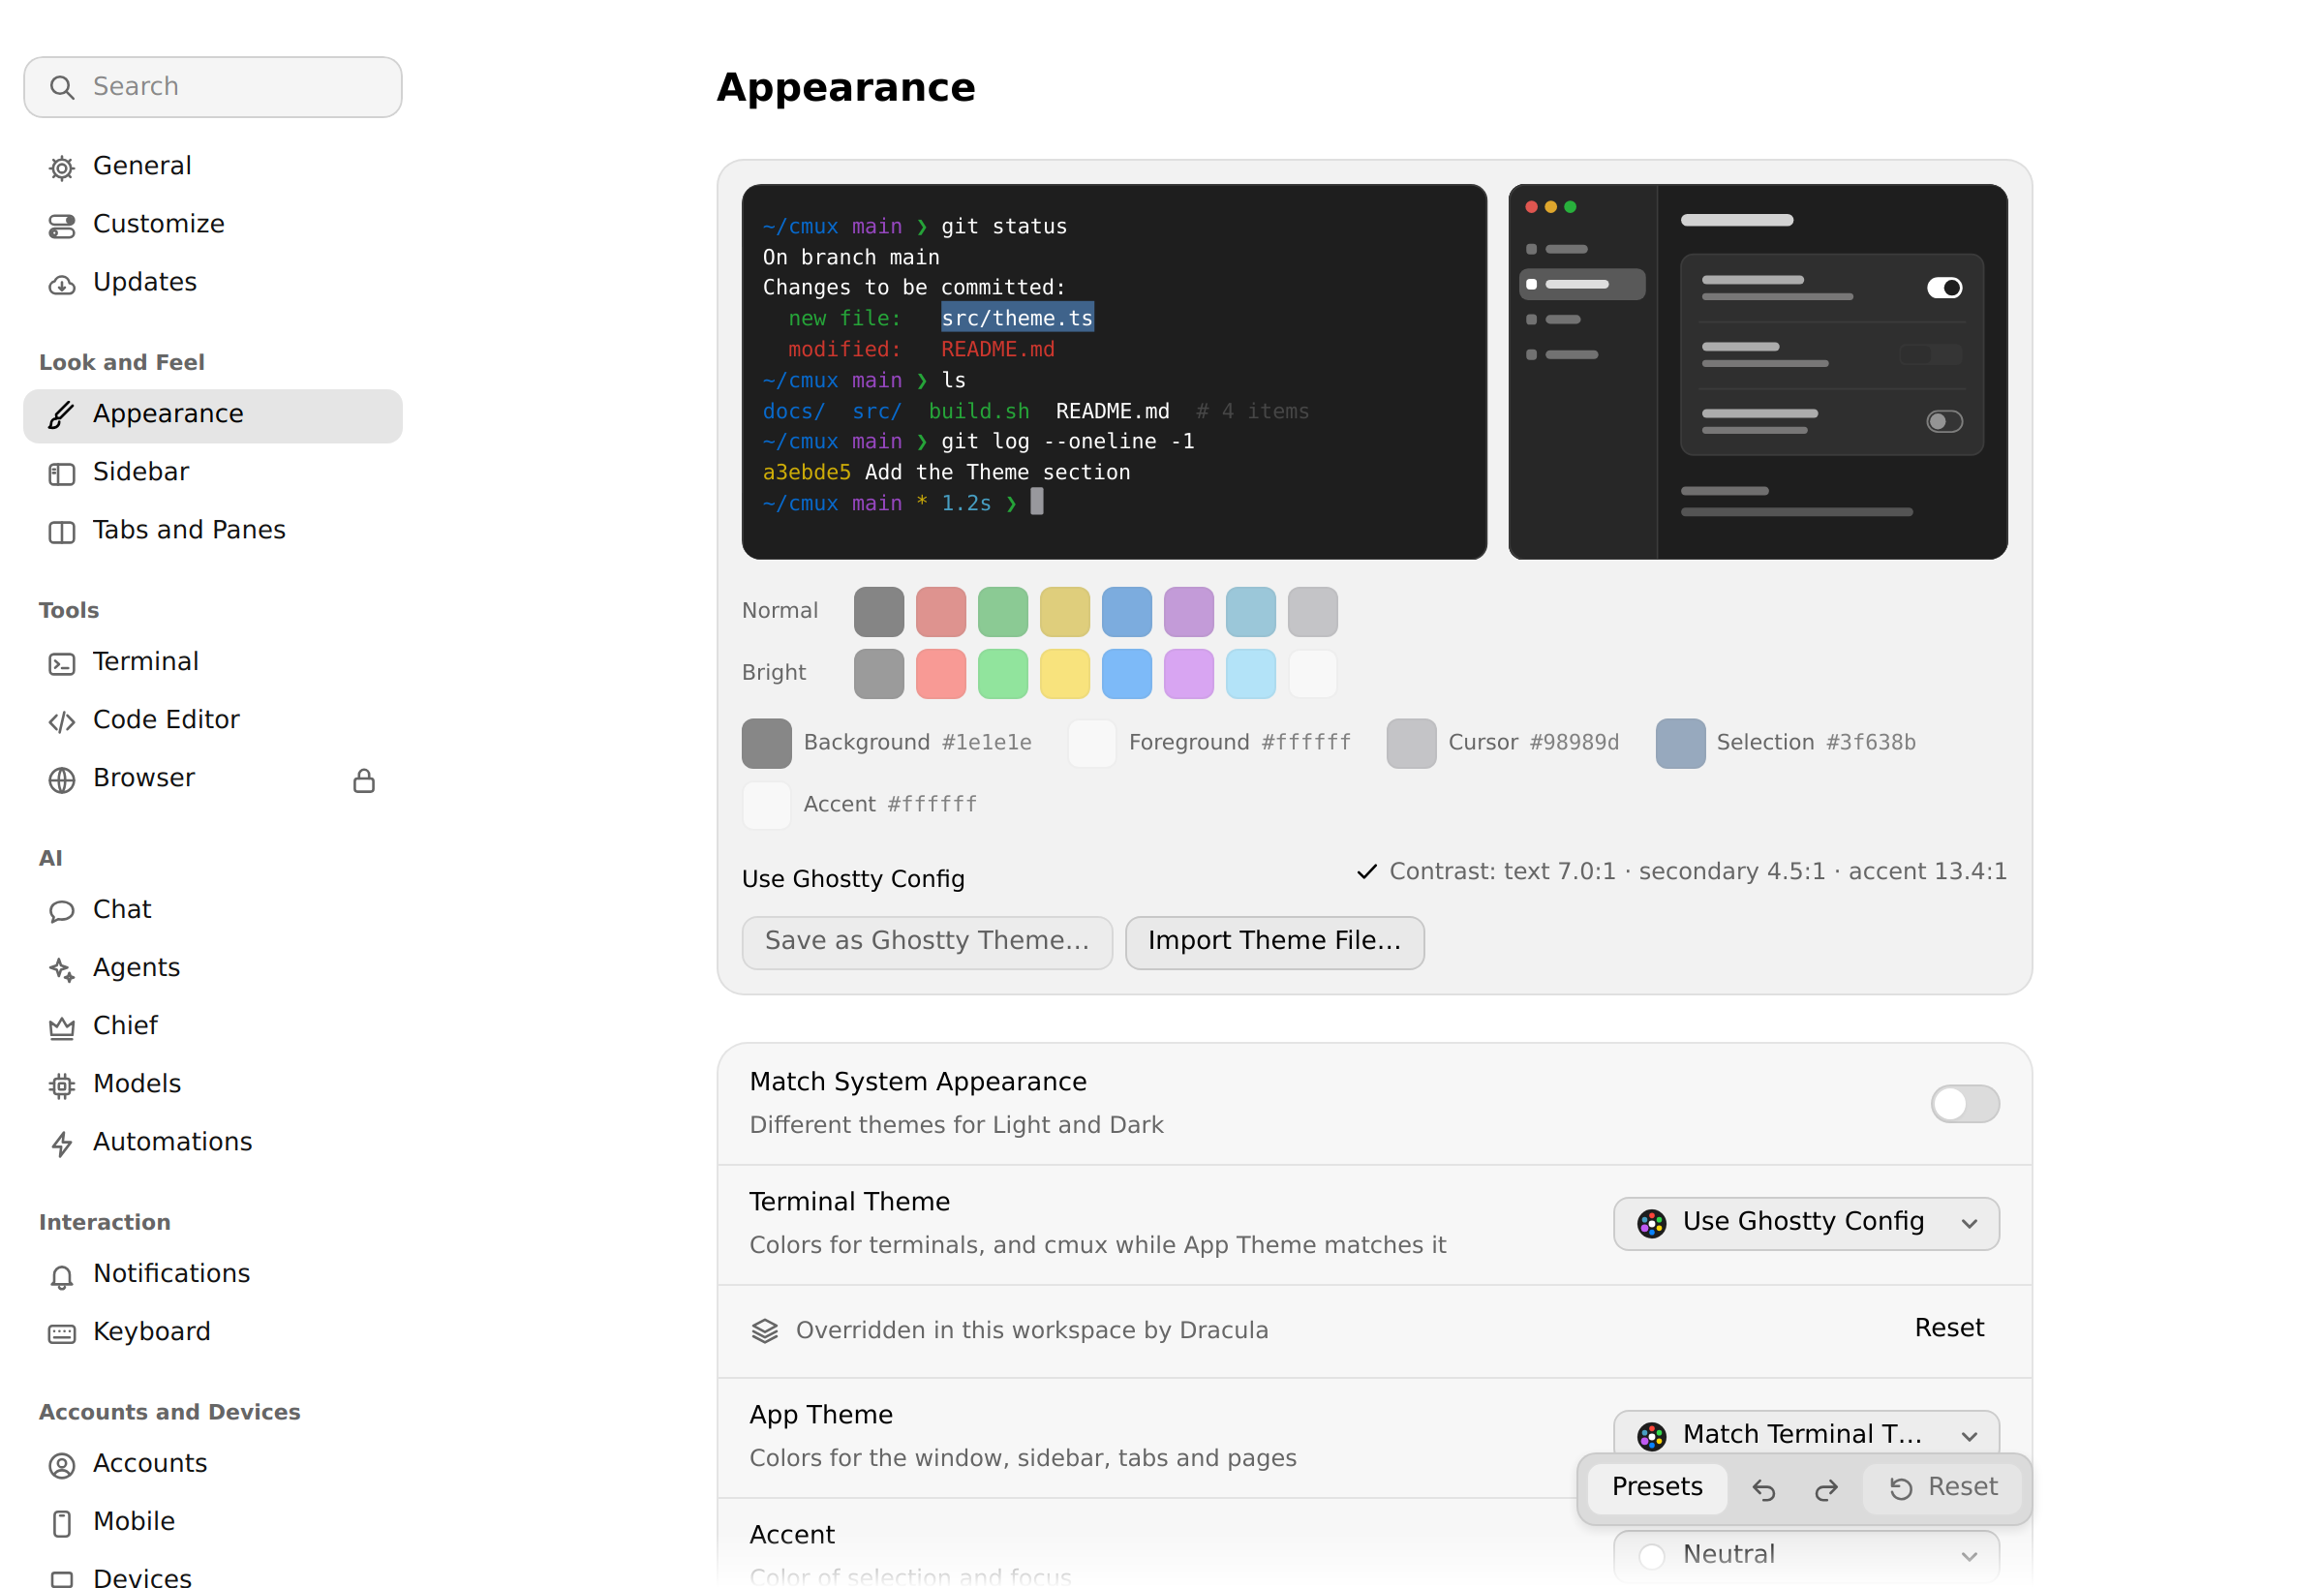 Search
General
Customize
Updates
Look and Feel
Appearance
Sidebar
Tabs and Panes
Tools
Terminal
Code Editor
Browser
AI
Chat
Agents
Chief
Models
Automations
Interaction
Notifications
Keyboard
Accounts and Devices
Accounts
Mobile
Devices
Appearance
~/cmux main ❯ git status
On branch main
Changes to be committed:
new file: src/theme.ts
modified: README.md
~/cmux main ❯ ls
docs/ src/ build.sh README.md # 4 items
~/cmux main ❯ git log --oneline -1
a3ebde5 Add the Theme section
~/cmux main * 1.2s ❯
Normal
Bright
Background #1e1e1e Foreground #ffffff Cursor #98989d Selection #3f638b
Accent #ffffff
Use Ghostty Config
Contrast: text 7.0:1 · secondary 4.5:1 · accent 13.4:1
Save as Ghostty Theme… Import Theme File…
Match System Appearance
Different themes for Light and Dark
Terminal Theme
Colors for terminals, and cmux while App Theme matches it
Use Ghostty Config
Overridden in this workspace by Dracula
Reset
App Theme
Colors for the window, sidebar, tabs and pages
Match Terminal T…
Presets Reset
Accent
Color of selection and focus
Neutral